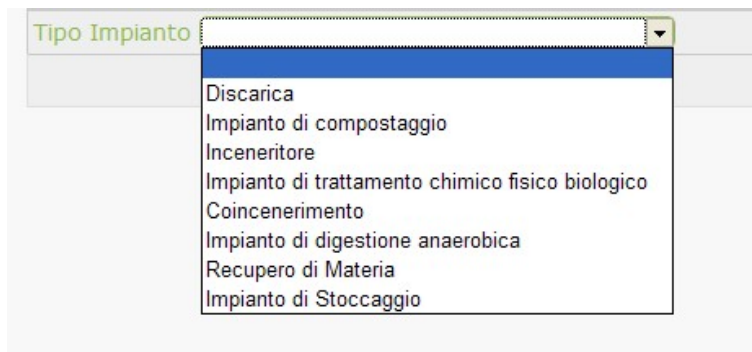 Tipo Impianto
Discarica
Impianto di compostaggio
Inceneritore
Impianto di trattamento chimico fisico biologico
Coincenerimento
Impianto di digestione anaerobica
Recupero di Materia
Impianto di Stoccaggio